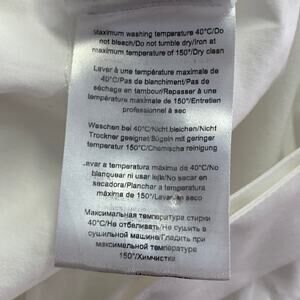 Maximum washing temperature 40°C/Do
not bleach/Do not tumble dry/Iron at
maximum temperature of 150°/Dry clean
Laver à une température maximale de
40°C/Pas de blanchiment/Pas de
séchage en tambour/Repasser à une
température maximale de 150°/Entretien
professionnel à sec
Waschen bei 40°C/Nicht bleichen/Nicht
Trockner geeignet/Bügeln mit geringer
temperatur 150°C/Chemische reinigung
Lavar a temperatura máxima de 40°C/No
blanquear ni usar lejía/No secar en
secadora/Planchar a temperatura
máxima de 150°/Lavar en seco
Максимальная температура стирки
40°C/Не отбеливать/Не сушить в
сушильной машине/Гладить при
максимальной температуре
150°/Химчистки